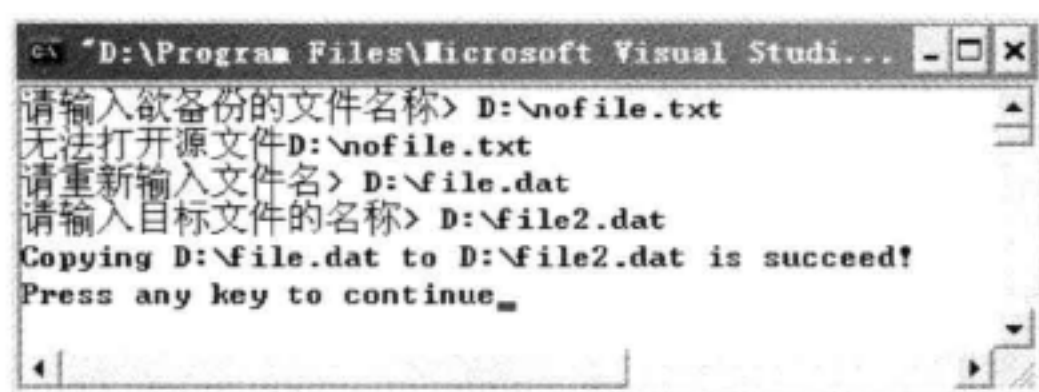 "D:\Program Files\Microsoft Visual Studi...
请输入欲备份的文件名称> D:\nofile.txt
无法打开源文件D:\nofile.txt
请重新输入文件名> D:\file.dat
请输入目标文件的名称> D:\file2.dat
Copying D:\file.dat to D:\file2.dat is succeed!
Press any key to continue_